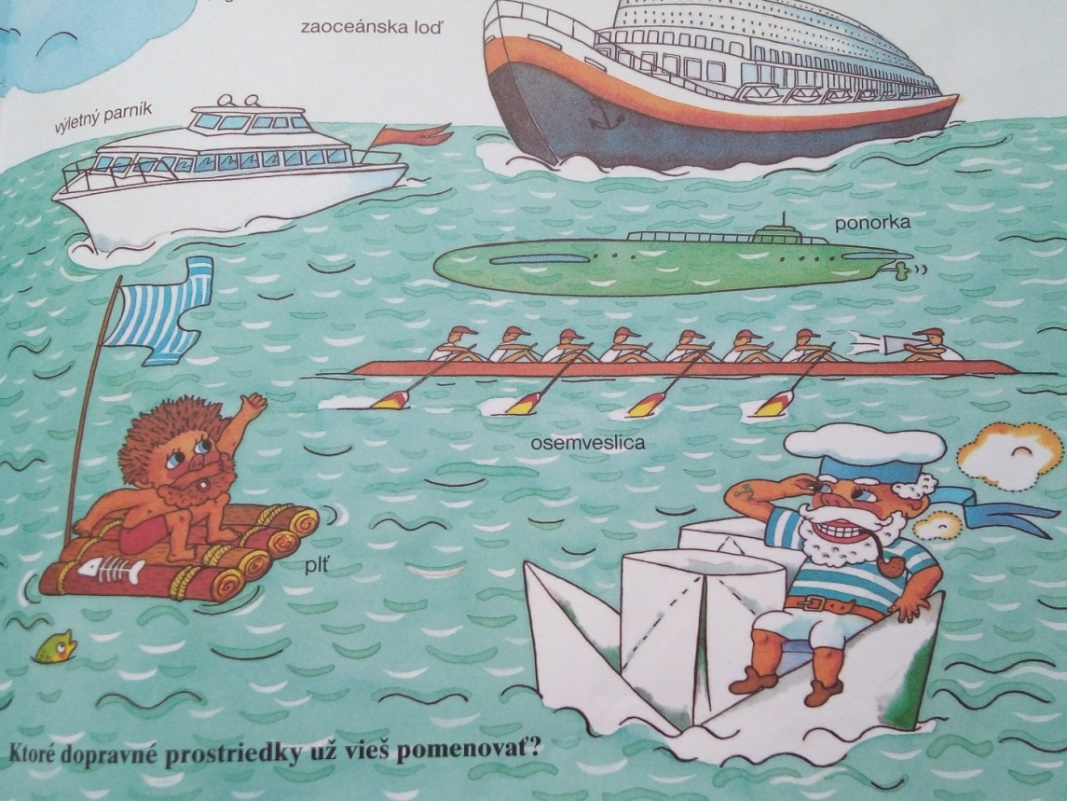 zaoceánska loď
výletný parník
ponorka
osemveslica
plť
Ktoré dopravné prostriedky už vieš pomenovať?